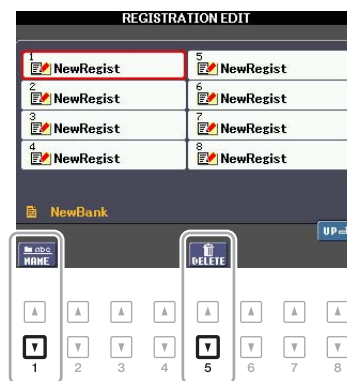 REGISTRATION EDIT
1 NewRegist
5 NewRegist
2 NewRegist
6 NewRegist
3 NewRegist
7 NewRegist
4 NewRegist
8 NewRegist
NewBank
UP
abc
NAME
DELETE
1 2 3 4 5 6 7 8